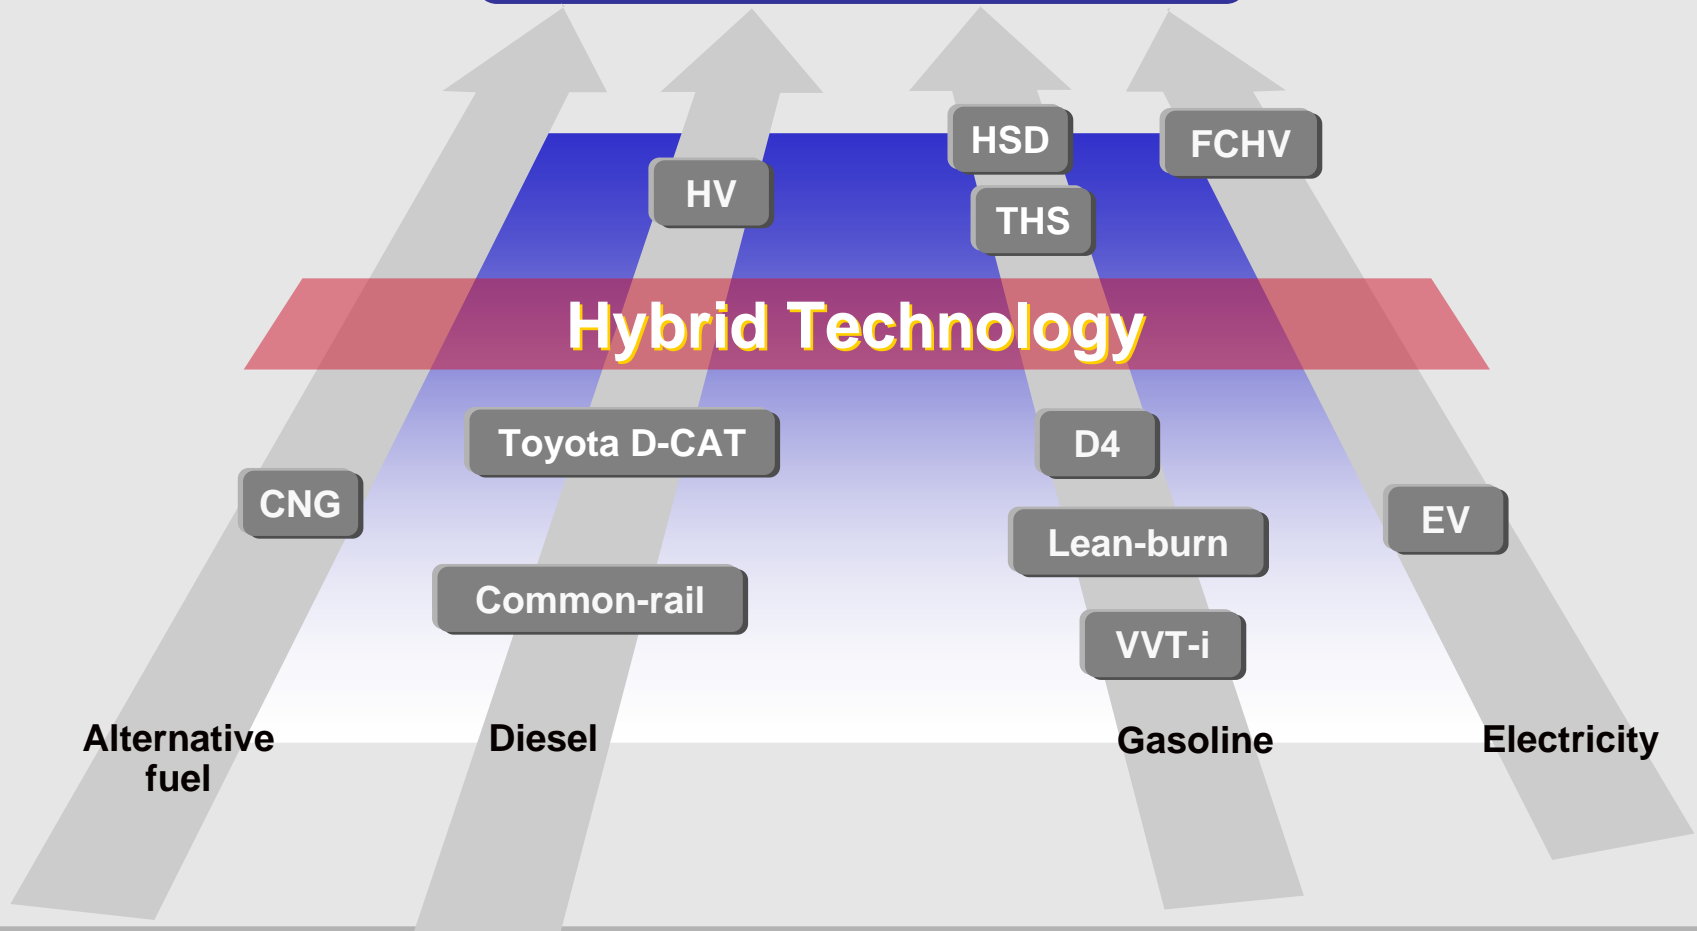 HSD
FCHV
HV
THS
Hybrid Technology
Toyota D-CAT
D4
CNG
EV
Lean-burn
Common-rail
VVT-i
Alternative
fuel
Diesel
Gasoline
Electricity